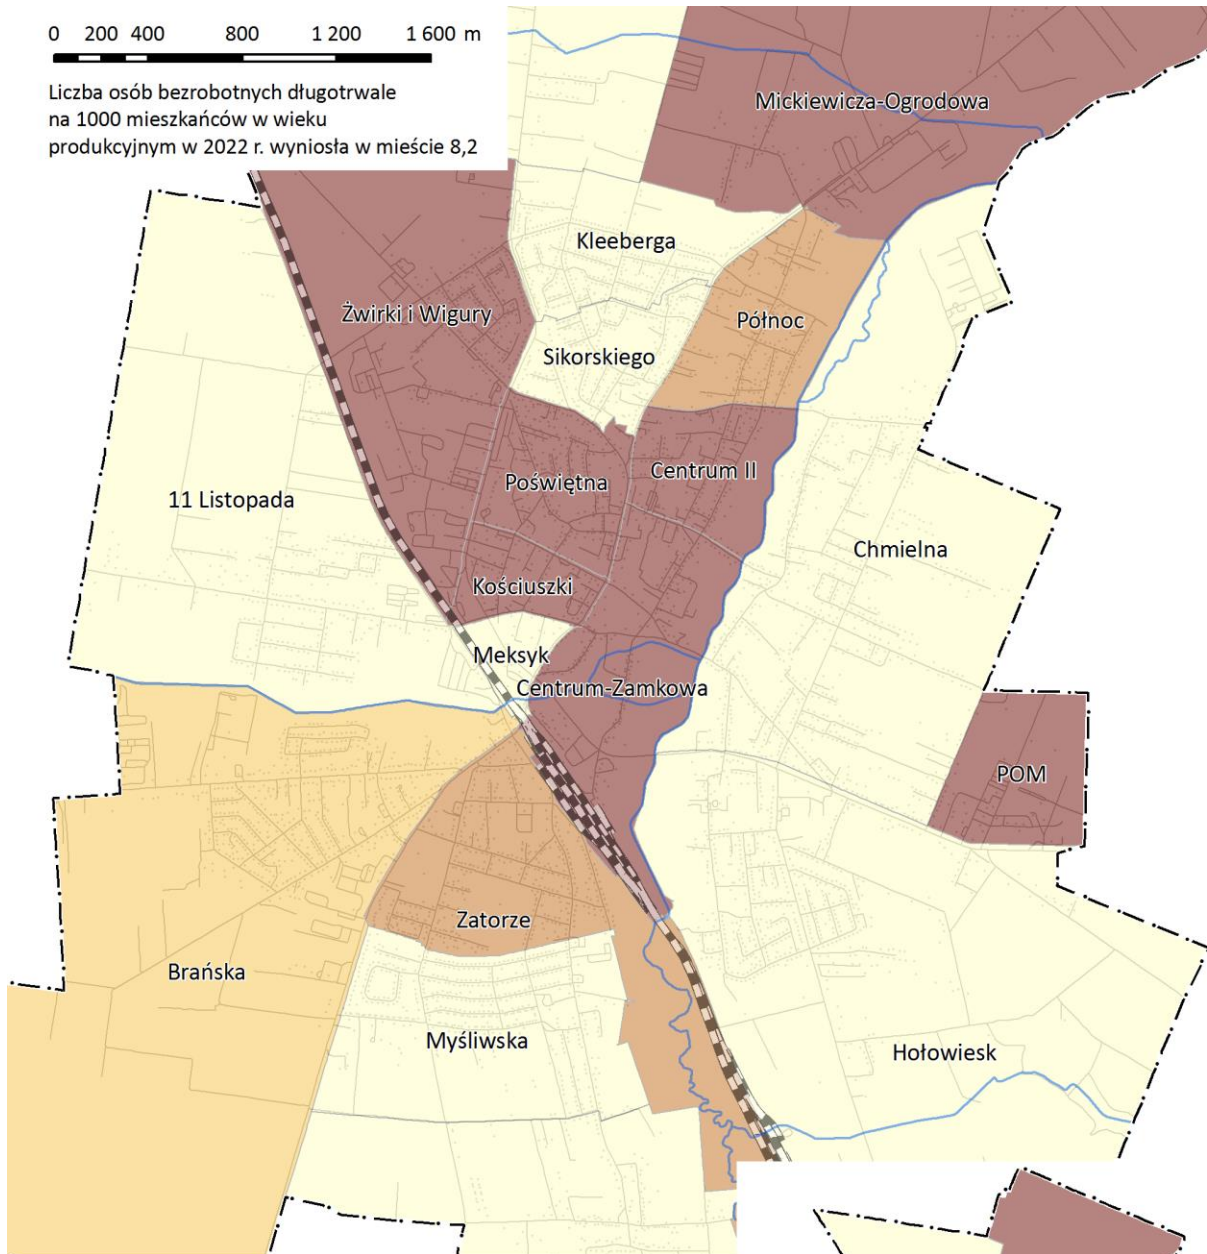 0 200 400 800 1 200 1 600 m
Liczba osób bezrobotnych długotrwale
na 1000 mieszkańców w wieku
produkcyjnym w 2022 r. wyniosła w mieście 8,2
Mickiewicza-Ogrodowa
Kleeberga
Żwirki i Wigury
Północ
Sikorskiego
Poświętna
Centrum II
11 Listopada
Chmielna
Kościuszki
Meksyk
Centrum-Zamkowa
POM
Zatorze
Brańska
Myśliwska
Hołowiesk